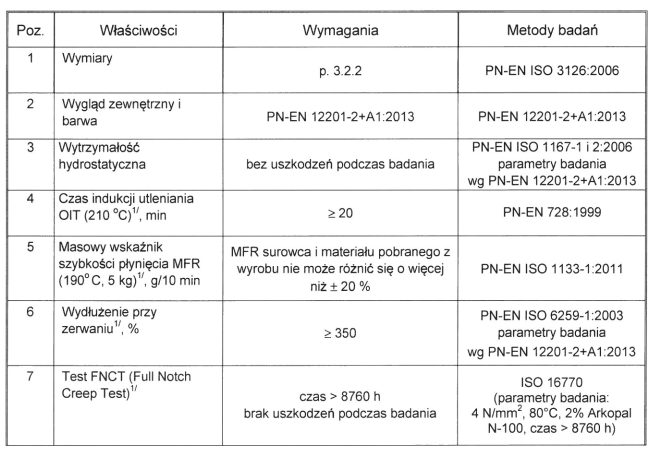 Poz. Właściwości Wymagania Metody badań
1 Wymiary p. 3.2.2 PN-EN ISO 3126:2006
2 Wygląd zewnętrzny i
barwa
PN-EN 12201-2+A1:2013 PN-EN 12201-2+A1:2013
3 Wytrzymałość
hydrostatyczna
bez uszkodzeń podczas badania
PN-EN ISO 1167-1 i 2:2006
parametry badania
wg PN-EN 12201-2+A1:2013
4 Czas indukcji utleniania
OIT (210 °C)1/, min
≥ 20
PN-EN 728:1999
5 Masowy wskaźnik
szybkości płynięcia MFR
(190° C, 5 kg)1/, g/10 min
MFR surowca i materiału pobranego z
wyrobu nie może różnić się o więcej
niż ± 20 %
PN-EN ISO 1133-1:2011
6 Wydłużenie przy
zerwaniu1/, %
≥ 350
PN-EN ISO 6259-1:2003
parametry badania
wg PN-EN 12201-2+A1:2013
7 Test FNCT (Full Notch
Creep Test)1/
czas > 8760 h
brak uszkodzeń podczas badania
ISO 16770
(parametry badania:
4 N/mm2, 80°C, 2% Arkopal
N-100, czas > 8760 h)